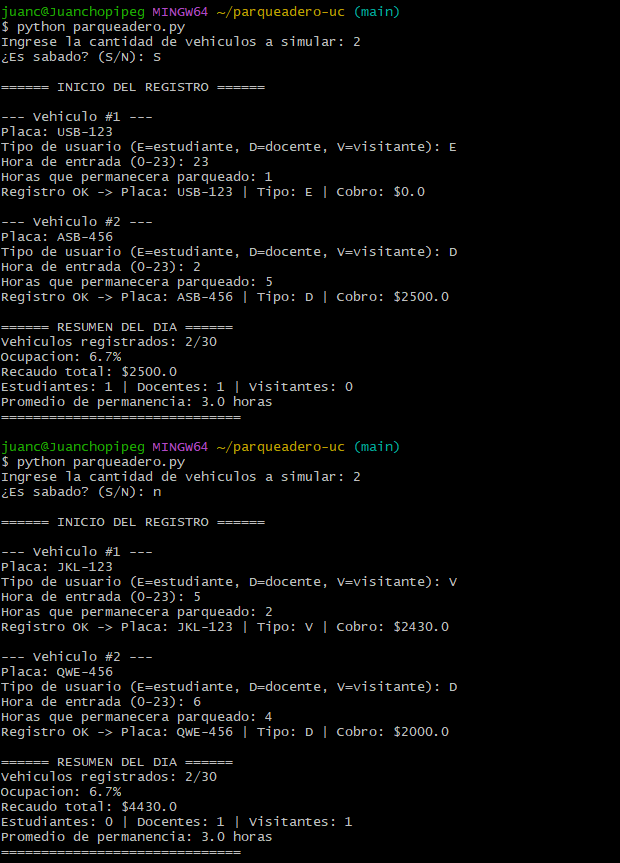 juanc@Juanchopipeg MINGW64 ~/parqueadero-uc (main)
$ python parqueadero.py
Ingrese la cantidad de vehiculos a simular: 2
¿Es sabado? (S/N): S
====== INICIO DEL REGISTRO ======
--- Vehiculo #1 ---
Placa: USB-123
Tipo de usuario (E=estudiante, D=docente, V=visitante): E
Hora de entrada (0-23): 23
Horas que permanecera parqueado: 1
Registro OK -> Placa: USB-123 | Tipo: E | Cobro: $0.0
--- Vehiculo #2 ---
Placa: ASB-456
Tipo de usuario (E=estudiante, D=docente, V=visitante): D
Hora de entrada (0-23): 2
Horas que permanecera parqueado: 5
Registro OK -> Placa: ASB-456 | Tipo: D | Cobro: $2500.0
====== RESUMEN DEL DIA ======
Vehiculos registrados: 2/30
Ocupacion: 6.7%
Recaudo total: $2500.0
Estudiantes: 1 | Docentes: 1 | Visitantes: 0
Promedio de permanencia: 3.0 horas
==============================
juanc@Juanchopipeg MINGW64 ~/parqueadero-uc (main)
$ python parqueadero.py
Ingrese la cantidad de vehiculos a simular: 2
¿Es sabado? (S/N): n
====== INICIO DEL REGISTRO ======
--- Vehiculo #1 ---
Placa: JKL-123
Tipo de usuario (E=estudiante, D=docente, V=visitante): V
Hora de entrada (0-23): 5
Horas que permanecera parqueado: 2
Registro OK -> Placa: JKL-123 | Tipo: V | Cobro: $2430.0
--- Vehiculo #2 ---
Placa: QWE-456
Tipo de usuario (E=estudiante, D=docente, V=visitante): D
Hora de entrada (0-23): 6
Horas que permanecera parqueado: 4
Registro OK -> Placa: QWE-456 | Tipo: D | Cobro: $2000.0
====== RESUMEN DEL DIA ======
Vehiculos registrados: 2/30
Ocupacion: 6.7%
Recaudo total: $4430.0
Estudiantes: 0 | Docentes: 1 | Visitantes: 1
Promedio de permanencia: 3.0 horas
==============================